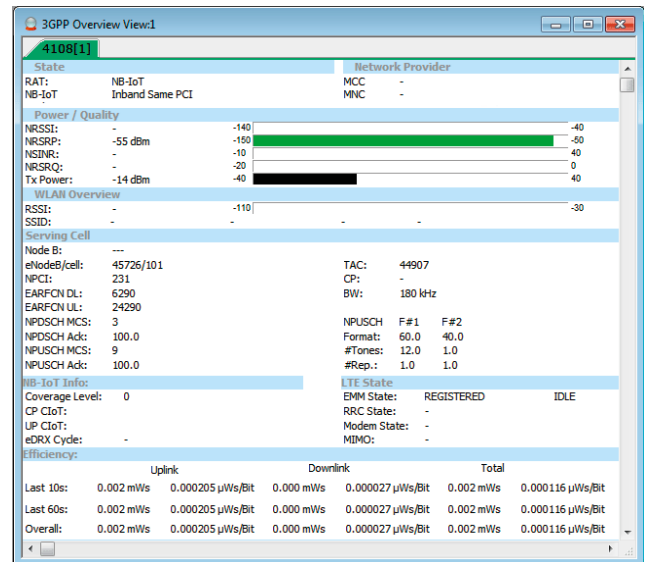 3GPP Overview View:1
4108[1]
State Network Provider
RAT: NB-IoT MCC -
NB-IoT Inband Same PCI MNC -
Power / Quality
NRSSI: - -140 -40
NRSRP: -55 dBm -150 -50
NSINR: - -10 40
NRSRQ: - -20 0
Tx Power: -14 dBm -40 40
WLAN Overview
RSSI: - -110 -30
SSID: - - - -
Serving Cell
Node B: ---
eNodeB/cell: 45726/101 TAC: 44907
NPCI: 231 CP: -
EARFCN DL: 6290 BW: 180 kHz
EARFCN UL: 24290
NPDSCH MCS: 3 NPUSCH F#1 F#2
NPDSCH Ack: 100.0 Format: 60.0 40.0
NPUSCH MCS: 9 #Tones: 12.0 1.0
NPUSCH Ack: 100.0 #Rep.: 1.0 1.0
NB-IoT Info: LTE State
Coverage Level: 0 EMM State: REGISTERED IDLE
CP CIoT: RRC State: -
UP CIoT: Modem State: -
eDRX Cycle: - MIMO: -
Efficiency:
Uplink Downlink Total
Last 10s: 0.002 mWs 0.000205 µWs/Bit 0.000 mWs 0.000027 µWs/Bit 0.002 mWs 0.000116 µWs/Bit
Last 60s: 0.002 mWs 0.000205 µWs/Bit 0.000 mWs 0.000027 µWs/Bit 0.002 mWs 0.000116 µWs/Bit
Overall: 0.002 mWs 0.000205 µWs/Bit 0.000 mWs 0.000027 µWs/Bit 0.002 mWs 0.000116 µWs/Bit